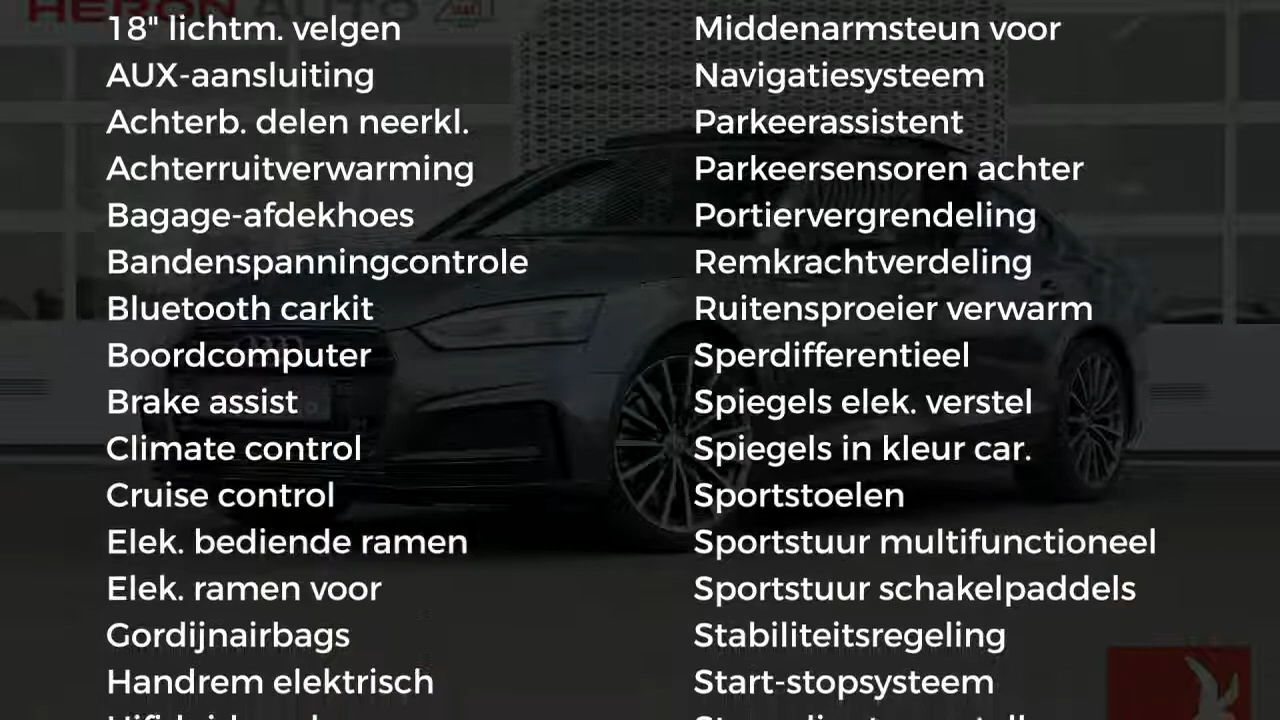 HERON AUTO
18" lichtm. velgen
AUX-aansluiting
Achterb. delen neerkl.
Achterruitverwarming
Bagage-afdekhoes
Bandenspanningcontrole
Bluetooth carkit
Boordcomputer
Brake assist
Climate control
Cruise control
Elek. bediende ramen
Elek. ramen voor
Gordijnairbags
Handrem elektrisch
Middenarmsteun voor
Navigatiesysteem
Parkeerassistent
Parkeersensoren achter
Portiervergrendeling
Remkrachtverdeling
Ruitensproeier verwarm
Sperdifferentieel
Spiegels elek. verstel
Spiegels in kleur car.
Sportstoelen
Sportstuur multifunctioneel
Sportstuur schakelpaddels
Stabiliteitsregeling
Start-stopsysteem